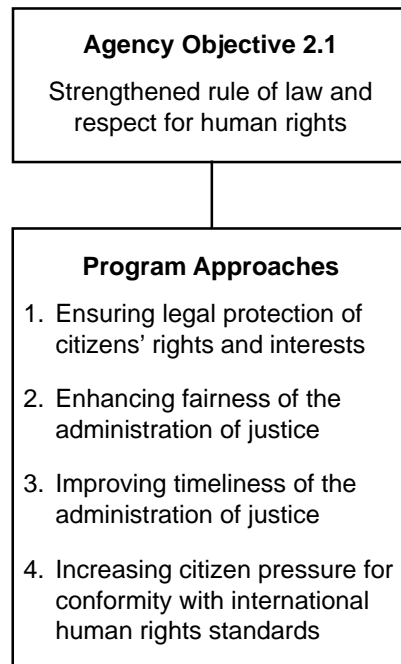 Agency Objective 2.1
Strengthened rule of law and
respect for human rights
Program Approaches
1. Ensuring legal protection of
citizens’ rights and interests
2. Enhancing fairness of the
administration of justice
3. Improving timeliness of the
administration of justice
4. Increasing citizen pressure for
conformity with international
human rights standards